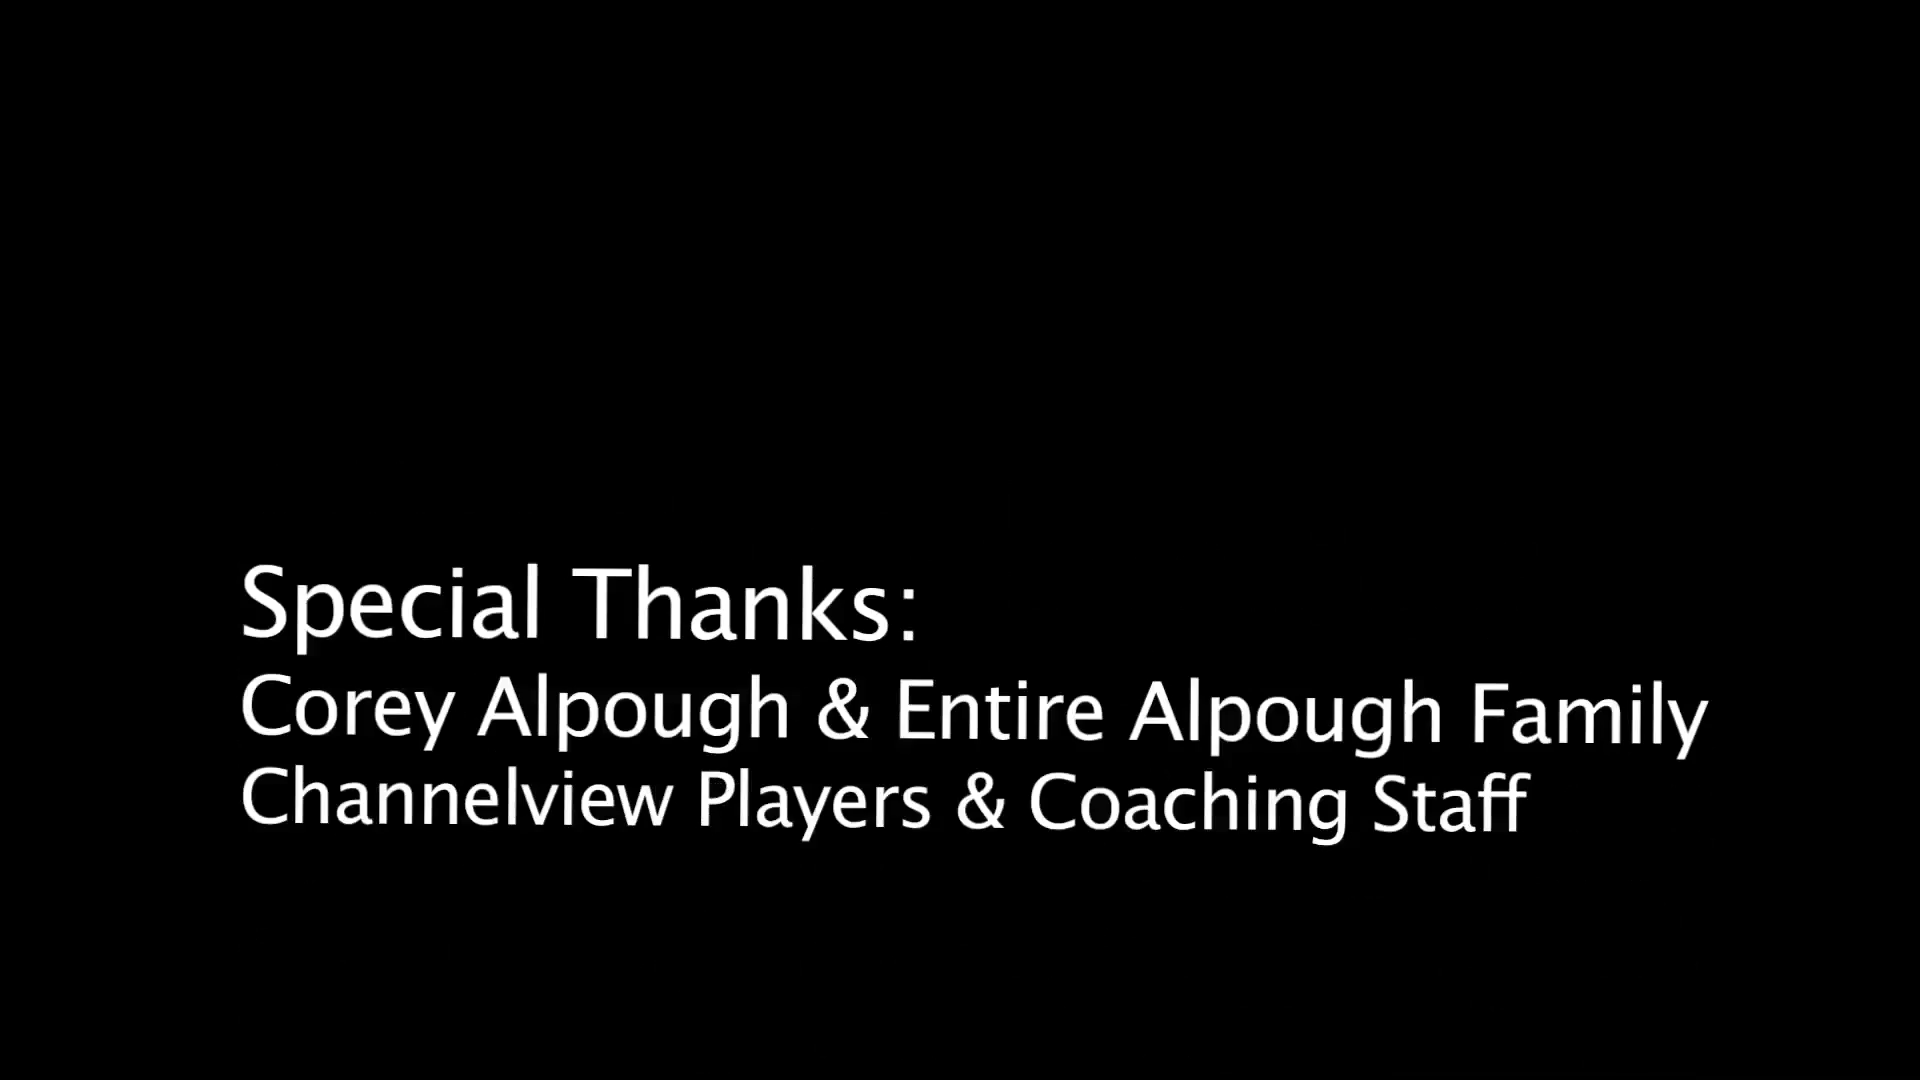 Special Thanks:
Corey Alpough & Entire Alpough Family
Channelview Players & Coaching Staff